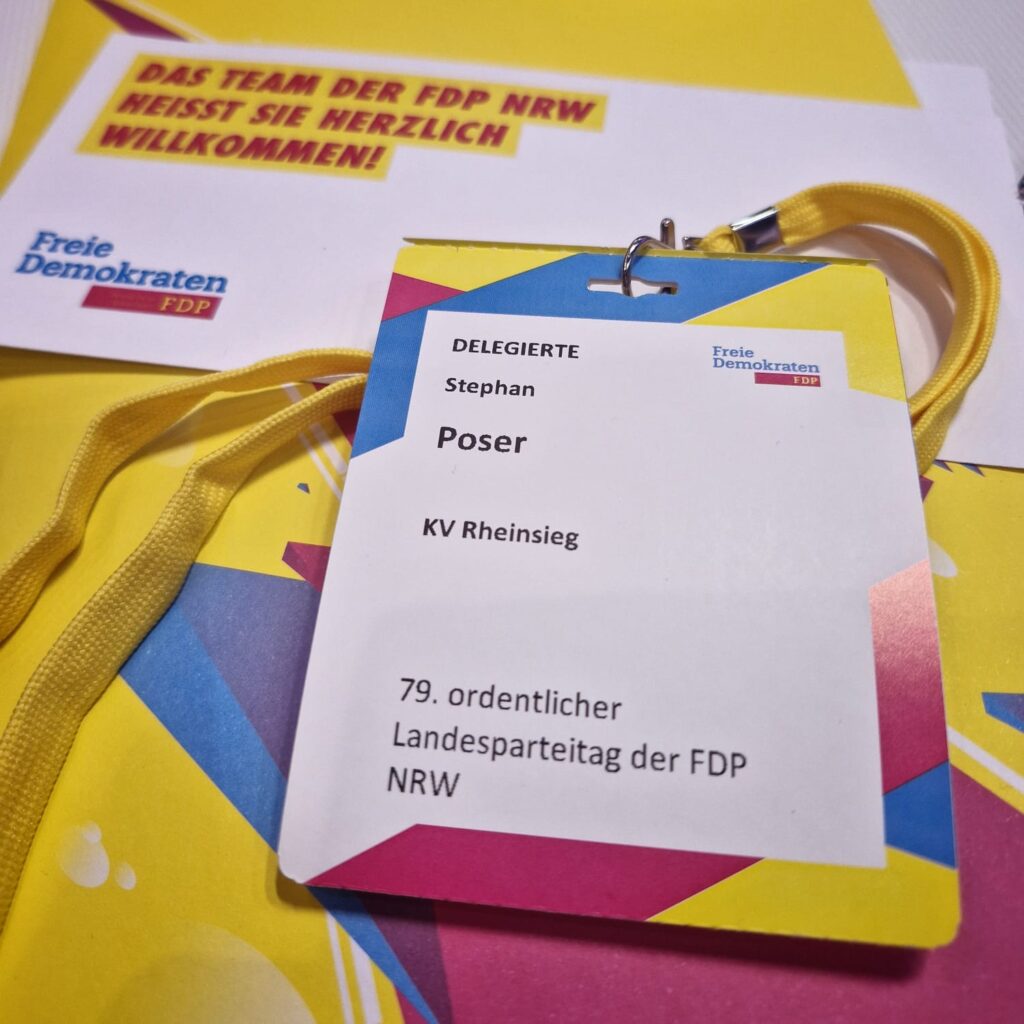 DAS TEAM DER FDP NRW
HEISST SIE HERZLICH
WILLKOMMEN!
Freie
Demokraten
FDP
DELEGIERTE
Stephan
Poser
KV Rheinsieg
79. ordentlicher
Landesparteitag der FDP
NRW
Freie
Demokraten
FDP